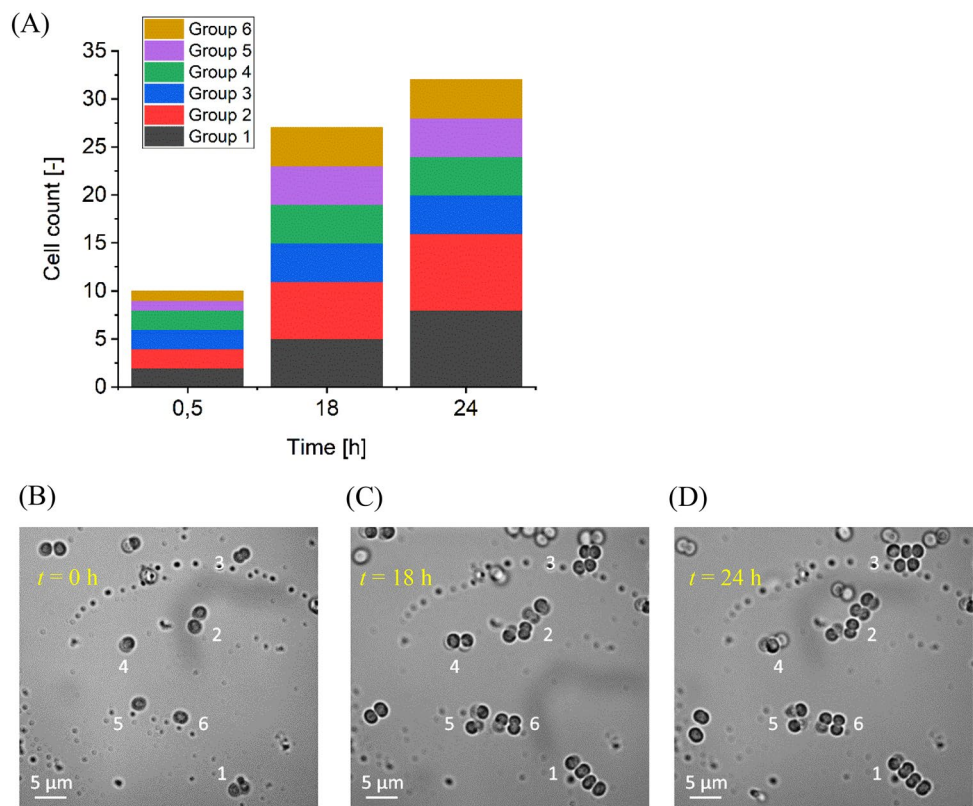 (A)
Group 6
Group 5
Group 4
Group 3
Group 2
Group 1
35
30
25
20
15
10
5
0
Cell count [-]
0,5 18 24
Time [h]
(B) (C) (D)
t = 0 h 3
2
4
5 6
1
5 µm
t = 18 h 3
2
4
5 6
1
5 µm
t = 24 h 3
2
4
5 6
1
5 µm